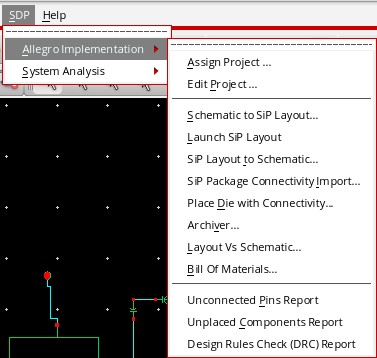 SDP Help
Allegro Implementation
System Analysis
Assign Project ...
Edit Project ...
Schematic to SiP Layout...
Launch SiP Layout
SiP Layout to Schematic...
SiP Package Connectivity Import...
Place Die with Connectivity...
Archiver...
Layout Vs Schematic...
Bill Of Materials...
Unconnected Pins Report
Unplaced Components Report
Design Rules Check (DRC) Report